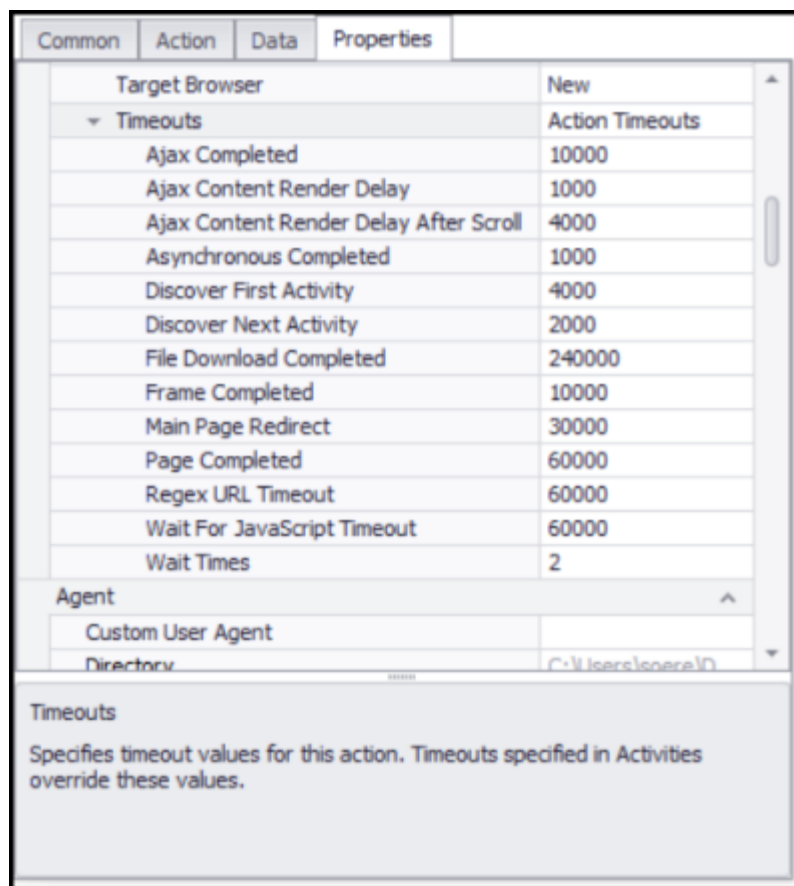 Common Action Data Properties
Target Browser New
Timeouts Action Timeouts
Ajax Completed 10000
Ajax Content Render Delay 1000
Ajax Content Render Delay After Scroll 4000
Asynchronous Completed 1000
Discover First Activity 4000
Discover Next Activity 2000
File Download Completed 240000
Frame Completed 10000
Main Page Redirect 30000
Page Completed 60000
Regex URL Timeout 60000
Wait For JavaScript Timeout 60000
Wait Times 2
Agent
Custom User Agent
Directory C:\Users\soere\D
Timeouts
Specifies timeout values for this action. Timeouts specified in Activities
override these values.